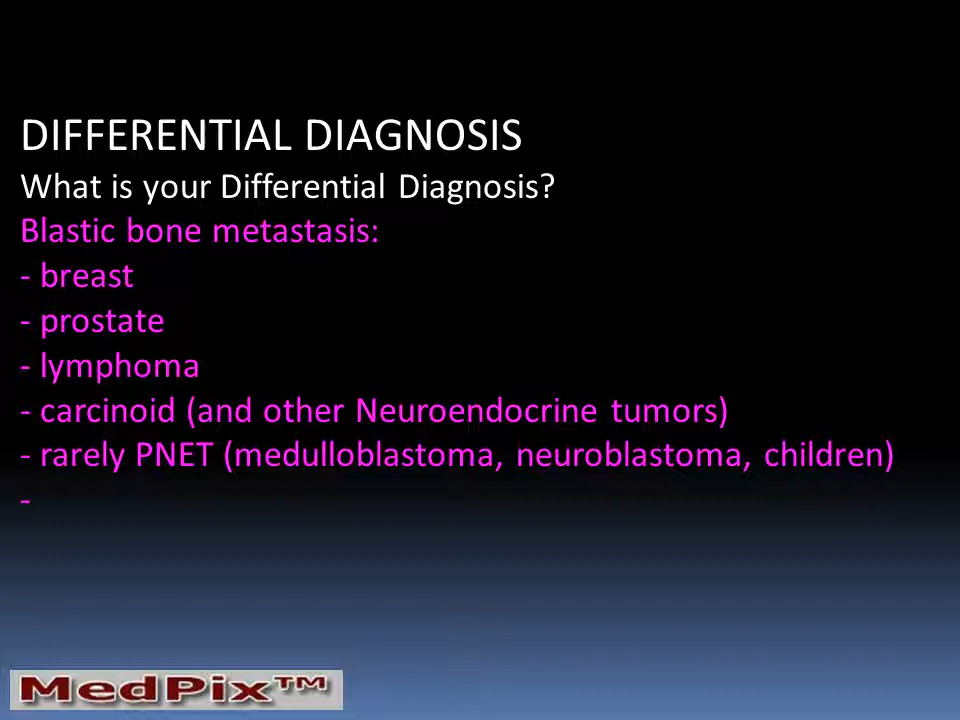 DIFFERENTIAL DIAGNOSIS
What is your Differential Diagnosis?
Blastic bone metastasis:
- breast
- prostate
- lymphoma
- carcinoid (and other Neuroendocrine tumors)
- rarely PNET (medulloblastoma, neuroblastoma, children)
-
MedPix™